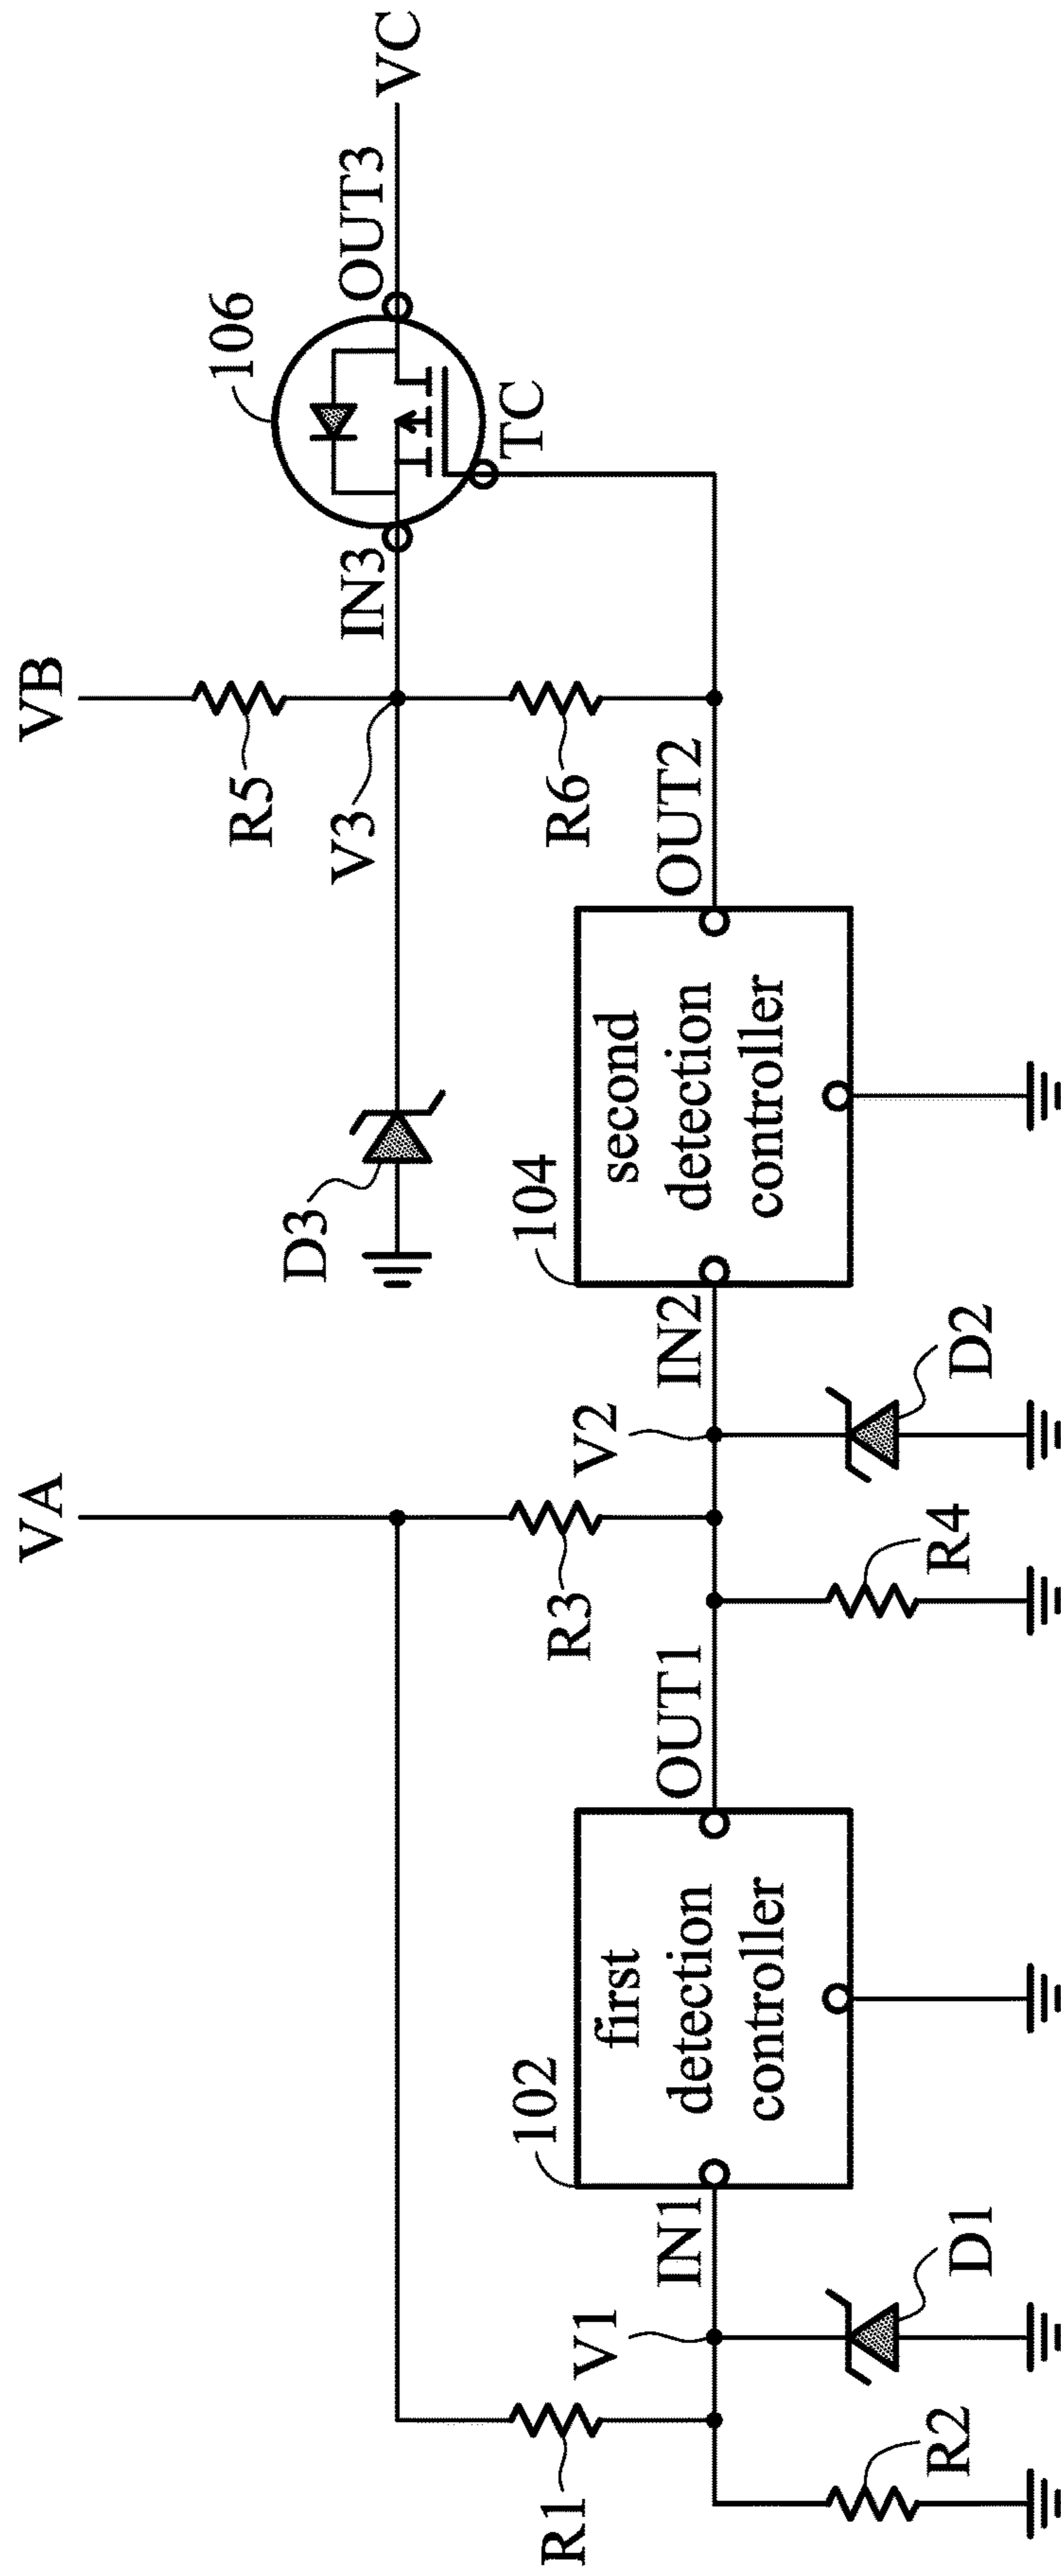 VA
VB
R5
106
OUT3
VC
IN3
TC
V3
D3
R1
R3
R6
102
first
detection
controller
IN1
OUT1
V1
V2
104
second
detection
controller
IN2
OUT2
R2
D1
R4
D2